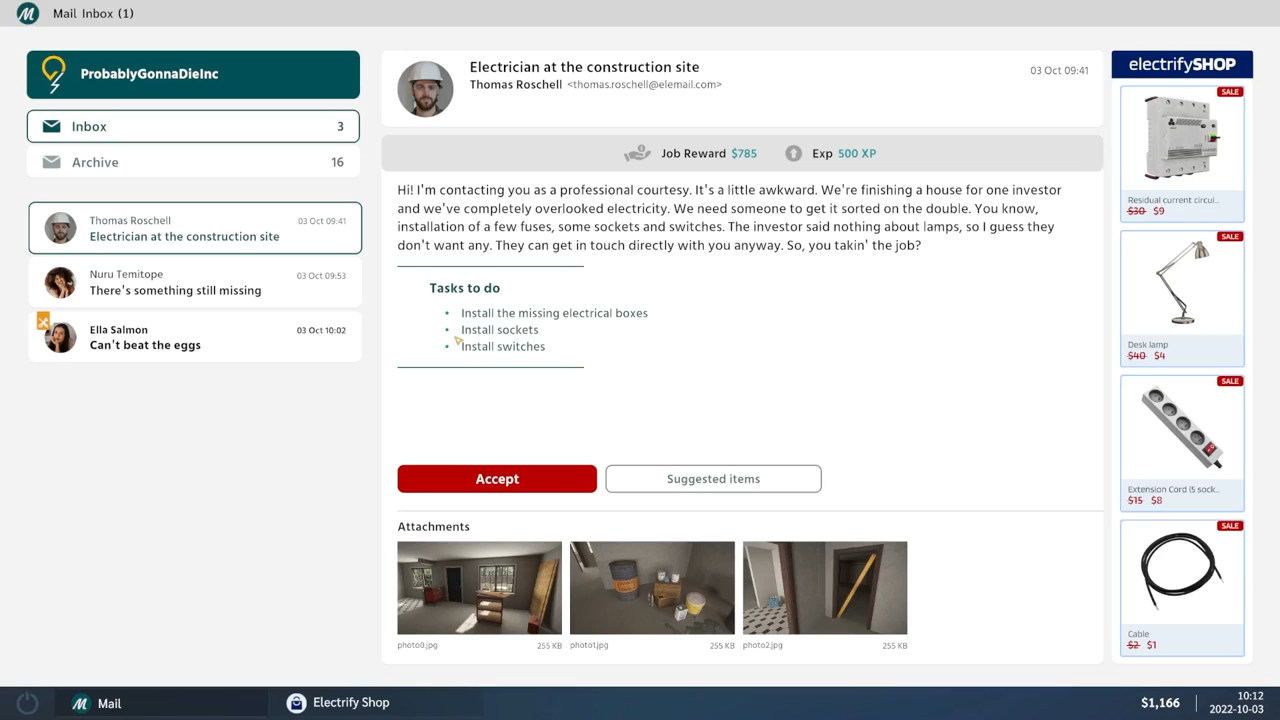 Mail Inbox (1)
ProbablyGonnaDieInc
Inbox 3
Archive 16
Thomas Roschell 03 Oct 09:41
Electrician at the construction site
Nuru Temitope 03 Oct 09:53
There's something still missing
Ella Salmon 03 Oct 10:02
Can't beat the eggs
Electrician at the construction site
Thomas Roschell <thomas.roschell@elemail.com>
03 Oct 09:41
Job Reward $785 Exp 500 XP
Hi! I'm contacting you as a professional courtesy. It's a little awkward. We're finishing a house for one investor
and we've completely overlooked electricity. We need someone to get it sorted on the double. You know,
installation of a few fuses, some sockets and switches. The investor said nothing about lamps, so I guess they
don't want any. They can get in touch directly with you anyway. So, you takin' the job?
Tasks to do
• Install the missing electrical boxes
• Install sockets
• Install switches
Accept
Suggested items
Attachments
photo0.jpg 255 KB
photo1.jpg 255 KB
photo2.jpg 255 KB
electrifySHOP
SALE
Residual current circui...
$30 $9
SALE
Desk lamp
$40 $4
SALE
Extension Cord (5 sock...
$15 $8
SALE
Cable
$2 $1
Mail
Electrify Shop
$1,166
10:12
2022-10-03